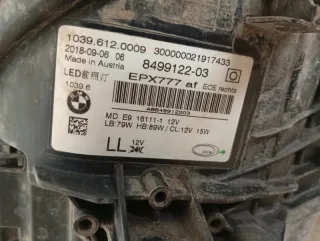 1039.612.0009 300000021917433
2018-09-06 06 8499122-03
Made in Austria
LED前照灯 EPX777 af ECE rechts
1039.6
A8849912203
MD E9 16111-1 12V
LB:79W HB:89W/CL:12V 15W
LL 12V